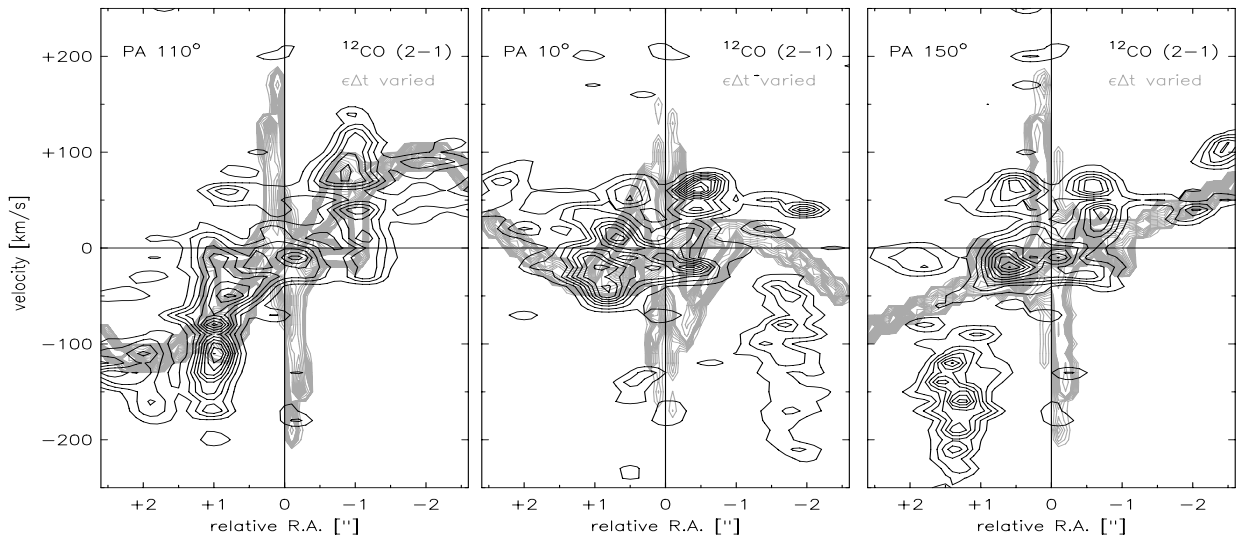 PA 110° ¹²CO (2−1)
ϵΔt varied
PA 10° ¹²CO (2−1)
ϵΔt varied
PA 150° ¹²CO (2−1)
ϵΔt varied
velocity [km/s]
+200
+100
0
−100
−200
+2 +1 0 −1 −2
+2 +1 0 −1 −2
+2 +1 0 −1 −2
relative R.A. ["]
relative R.A. ["]
relative R.A. ["]